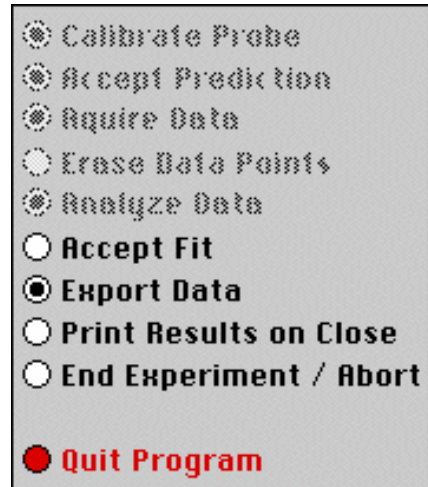 Calibrate Probe
Accept Prediction
Aquire Data
Erase Data Points
Analyze Data
Accept Fit
Export Data
Print Results on Close
End Experiment / Abort
Quit Program